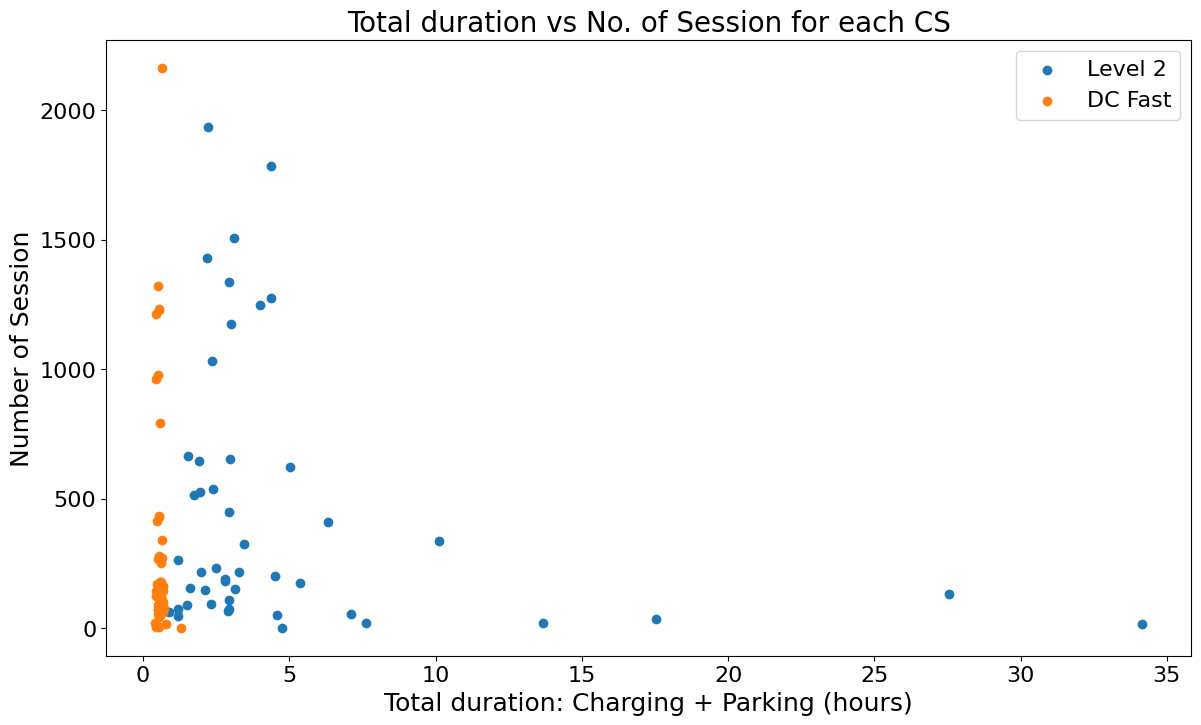 Total duration vs No. of Session for each CS
Level 2
DC Fast
2000
1500
1000
500
0
Number of Session
0 5 10 15 20 25 30 35
Total duration: Charging + Parking (hours)